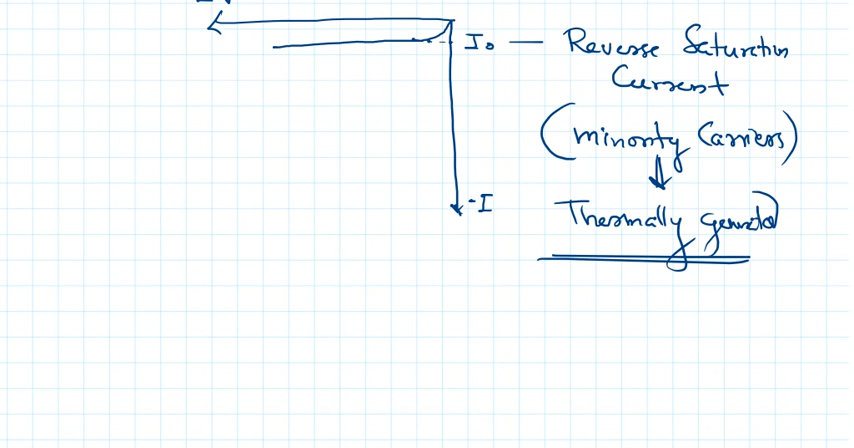 I₀ — Reverse Saturation
Current
(minority Carriers)
⇓
Thermally generated
-I